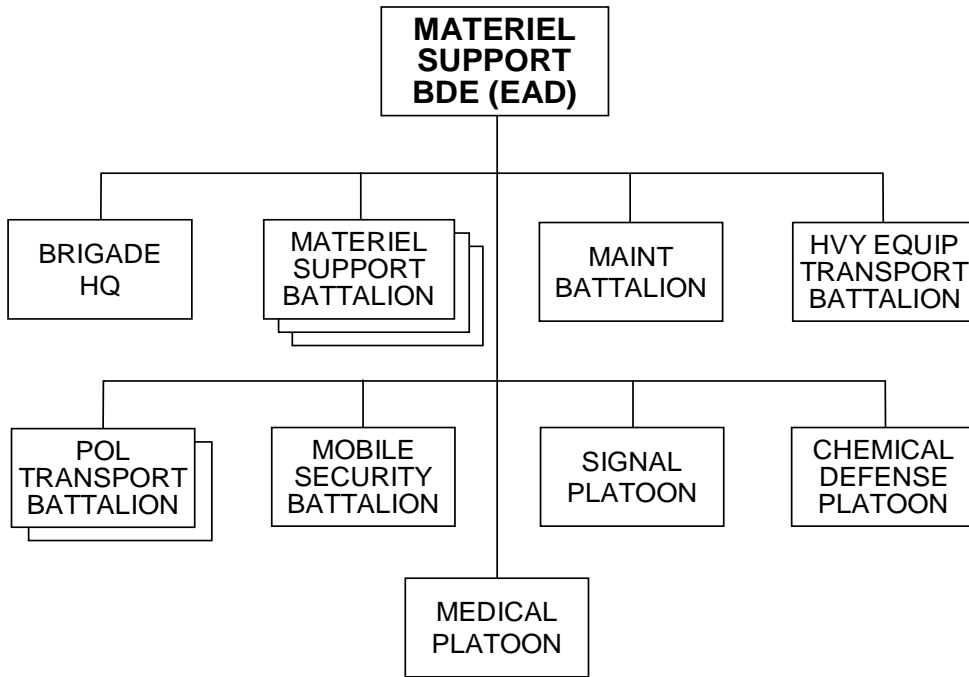 MATERIEL
SUPPORT
BDE (EAD)
BRIGADE
HQ
MATERIEL
SUPPORT
BATTALION
MAINT
BATTALION
HVY EQUIP
TRANSPORT
BATTALION
POL
TRANSPORT
BATTALION
MOBILE
SECURITY
BATTALION
SIGNAL
PLATOON
CHEMICAL
DEFENSE
PLATOON
MEDICAL
PLATOON